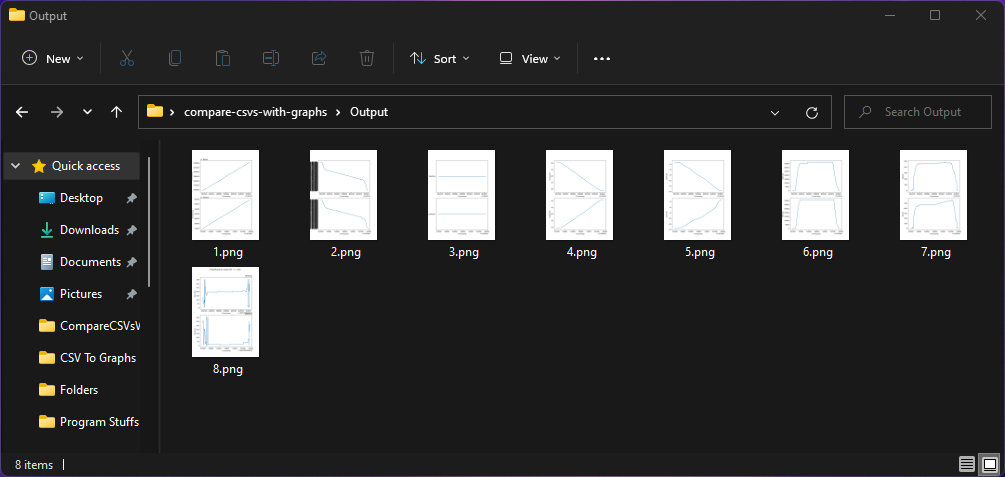 Output
New
Sort
View
compare-csvs-with-graphs
Output
Search Output
Quick access
Desktop
Downloads
Documents
Pictures
CompareCSVsW
CSV To Graphs
Folders
Program Stuffs
1.png
2.png
3.png
4.png
5.png
6.png
7.png
8.png
8 items